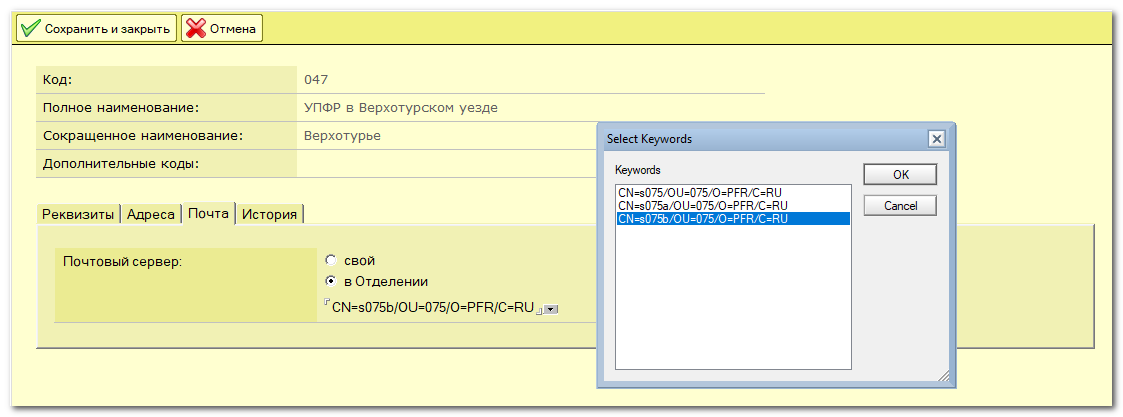 Сохранить и закрыть Отмена
Код: 047
Полное наименование: УПФР в Верхотурском уезде
Сокращенное наименование: Верхотурье
Дополнительные коды:
Реквизиты Адреса Почта История
Почтовый сервер: свой
в Отделении
CN=s075b/OU=075/O=PFR/C=RU
Select Keywords
Keywords
CN=s075/OU=075/O=PFR/C=RU
CN=s075a/OU=075/O=PFR/C=RU
CN=s075b/OU=075/O=PFR/C=RU
OK
Cancel